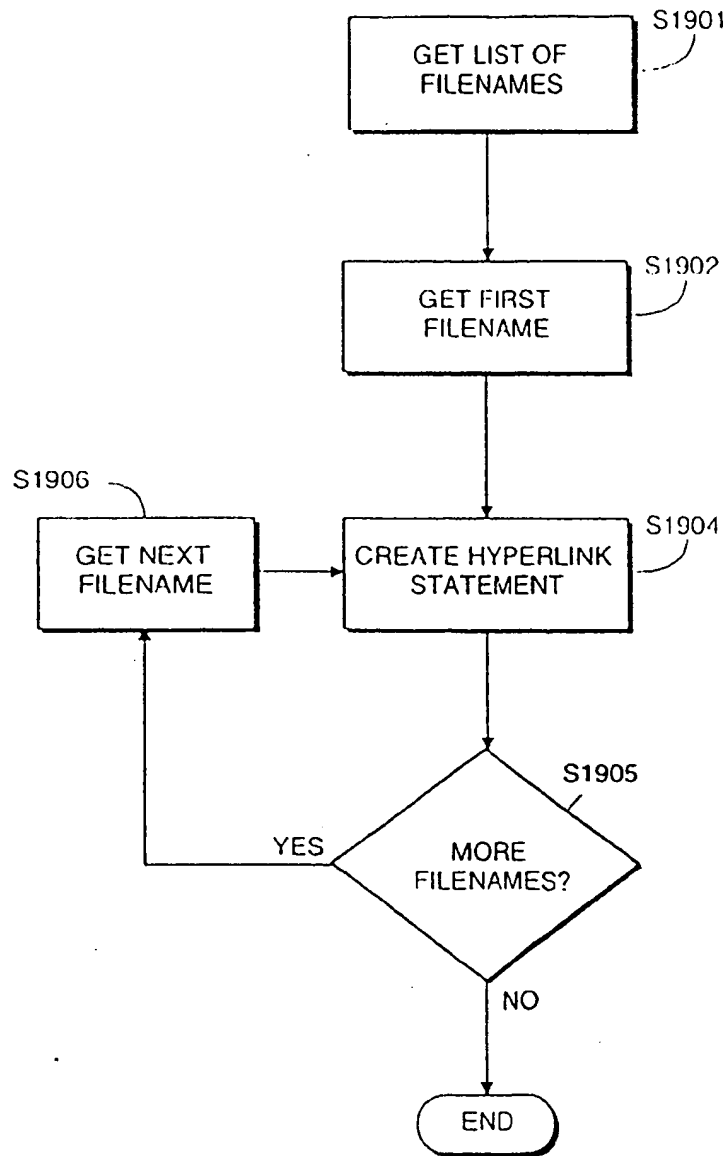 S1901
GET LIST OF
FILENAMES
S1902
GET FIRST
FILENAME
S1906
GET NEXT
FILENAME
S1904
CREATE HYPERLINK
STATEMENT
S1905
MORE
FILENAMES?
YES
NO
END